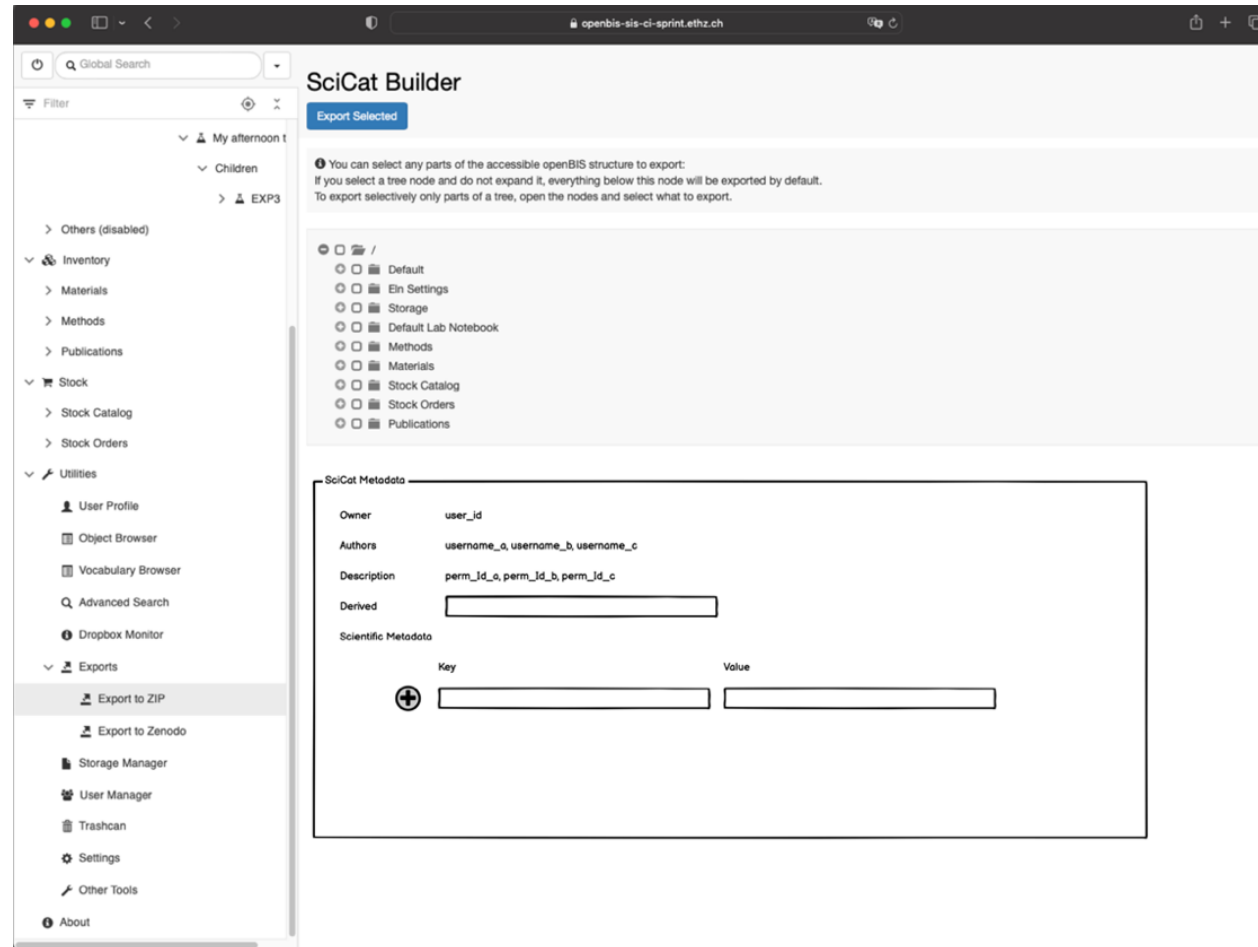 openbis-sis-ci-sprint.ethz.ch
Global Search
Filter
My afternoon t
Children
EXP3
Others (disabled)
Inventory
Materials
Methods
Publications
Stock
Stock Catalog
Stock Orders
Utilities
User Profile
Object Browser
Vocabulary Browser
Advanced Search
Dropbox Monitor
Exports
Export to ZIP
Export to Zenodo
Storage Manager
User Manager
Trashcan
Settings
Other Tools
About
SciCat Builder
Export Selected
You can select any parts of the accessible openBIS structure to export:
If you select a tree node and do not expand it, everything below this node will be exported by default.
To export selectively only parts of a tree, open the nodes and select what to export.
/
Default
Eln Settings
Storage
Default Lab Notebook
Methods
Materials
Stock Catalog
Stock Orders
Publications
SciCat Metadata
Owner user_id
Authors username_a, username_b, username_c
Description perm_Id_a, perm_Id_b, perm_Id_c
Derived
Scientific Metadata
Key Value